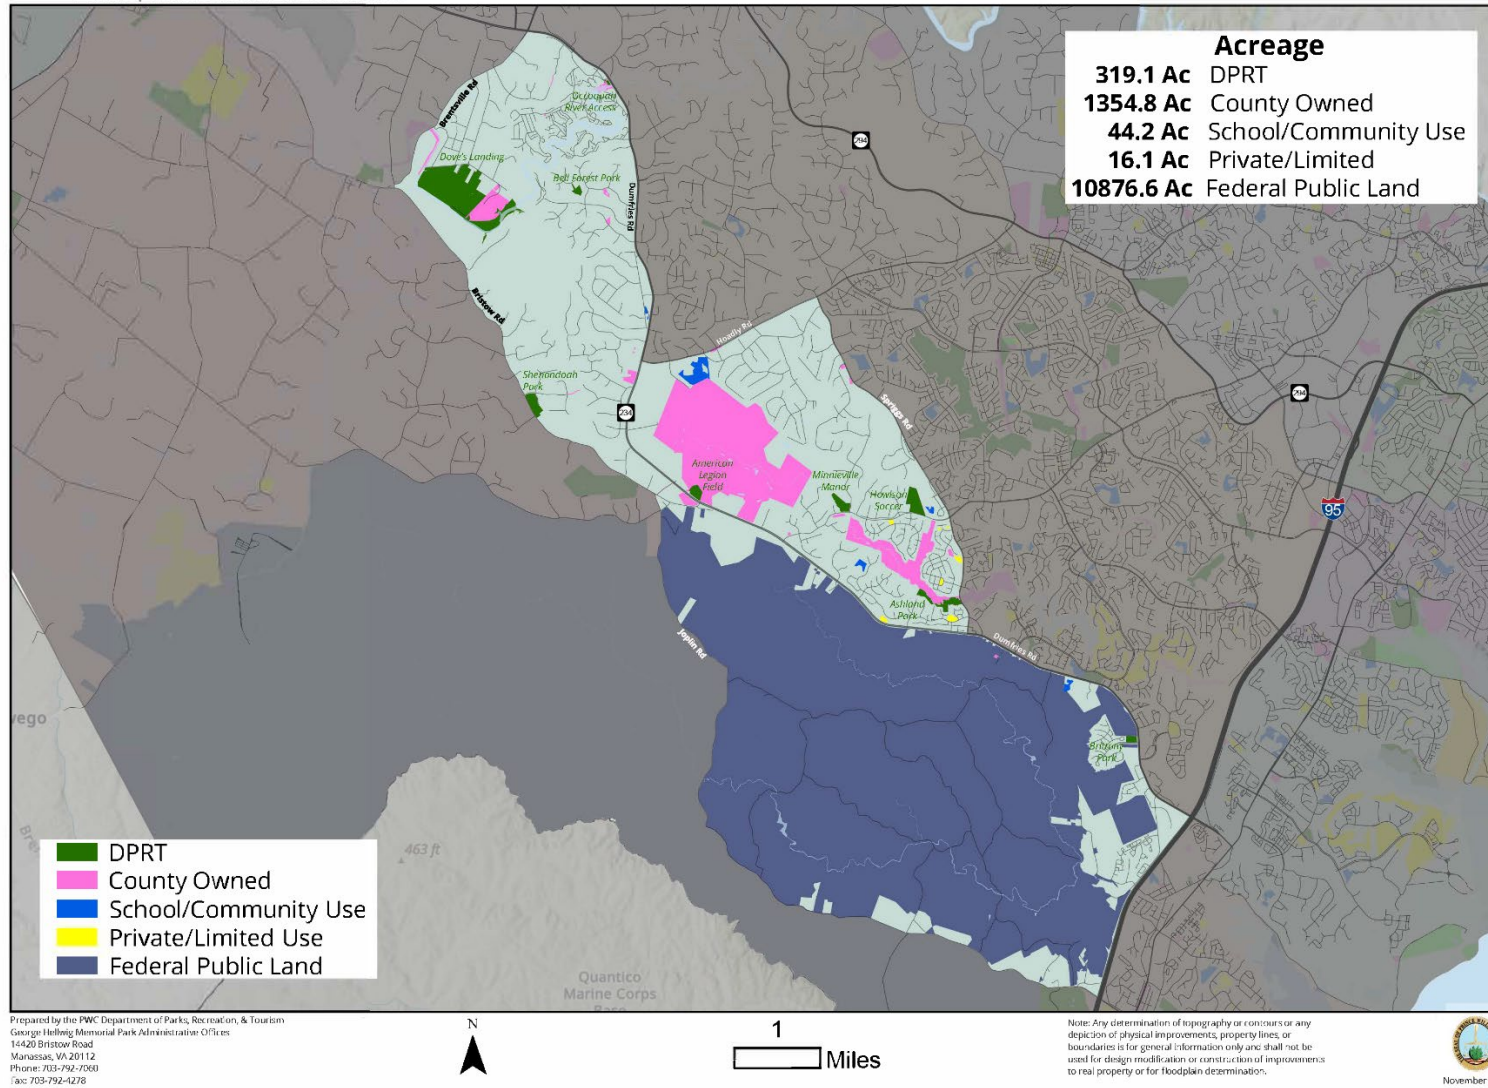 Acreage
319.1 Ac DPRT
1354.8 Ac County Owned
44.2 Ac School/Community Use
16.1 Ac Private/Limited
10876.6 Ac Federal Public Land
Brentsville Rd
Occoquan
River Access
294
Dove's Landing
Bell Forest Park
Dumfries Rd
Bristow Rd
Hoadly Rd
Shenandoah
Park
234
Spriggs Rd
294
American
Legion
Field
Minnieville
Manor
Howison
Soccer
95
Ashland
Park
Joplin Rd
Dumfries Rd
Park
463 ft
DPRT
County Owned
School/Community Use
Private/Limited Use
Federal Public Land
Quantico
Marine Corps
Base
Prepared by the PWC Department of Parks, Recreation, & Tourism
George Hellwig Memorial Park Administrative Offices
14420 Bristow Road
Manassas, VA 20112
Phone: 703-792-7060
Fax: 703-792-4278
N
1
Miles
Note: Any determination of topography or contours or any
depiction of physical improvements, property lines, or
boundaries is for general information only and shall not be
used for design modification or construction of improvements
to real property or for floodplain determination.
November